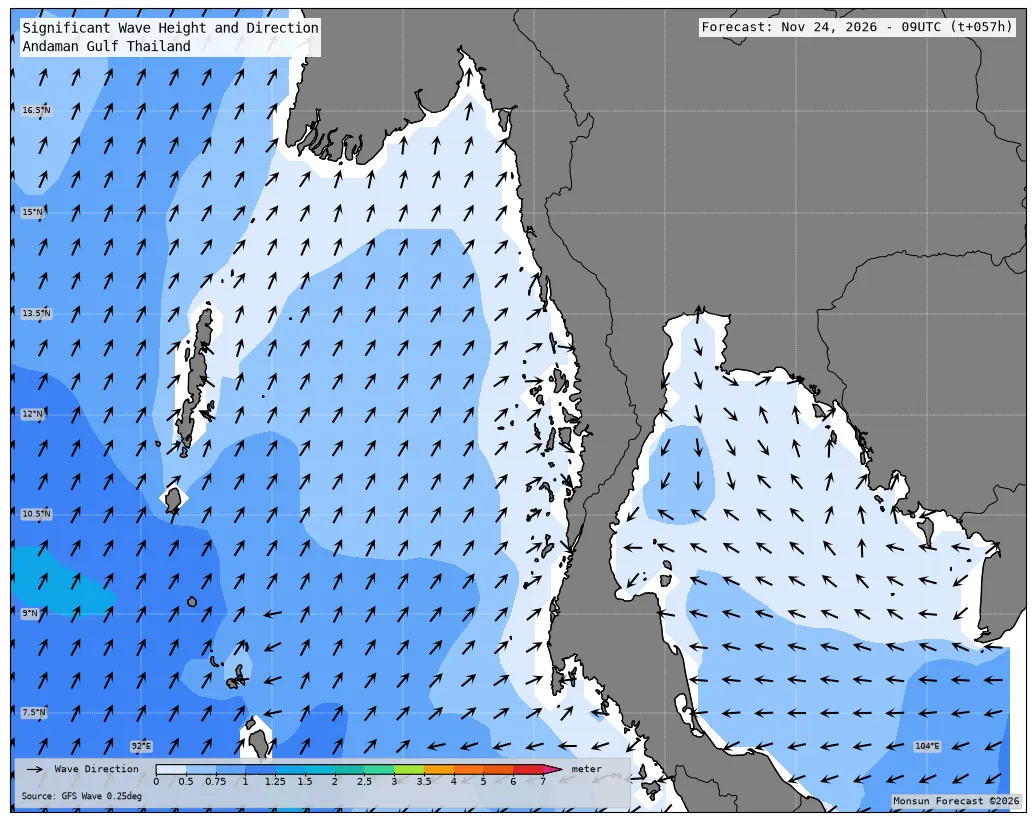 Significant Wave Height and Direction
Andaman Gulf Thailand
Forecast: Nov 24, 2026 - 09UTC (t+057h)
16.5°N
15°N
13.5°N
12°N
10.5°N
9°N
7.5°N
92°E
104°E
Wave Direction
meter
0.5 0.75 1 1.25 1.5 2 2.5 3 3.5 4 5 6 7
Source: GFS Wave 0.25deg
Monsun Forecast ©2026